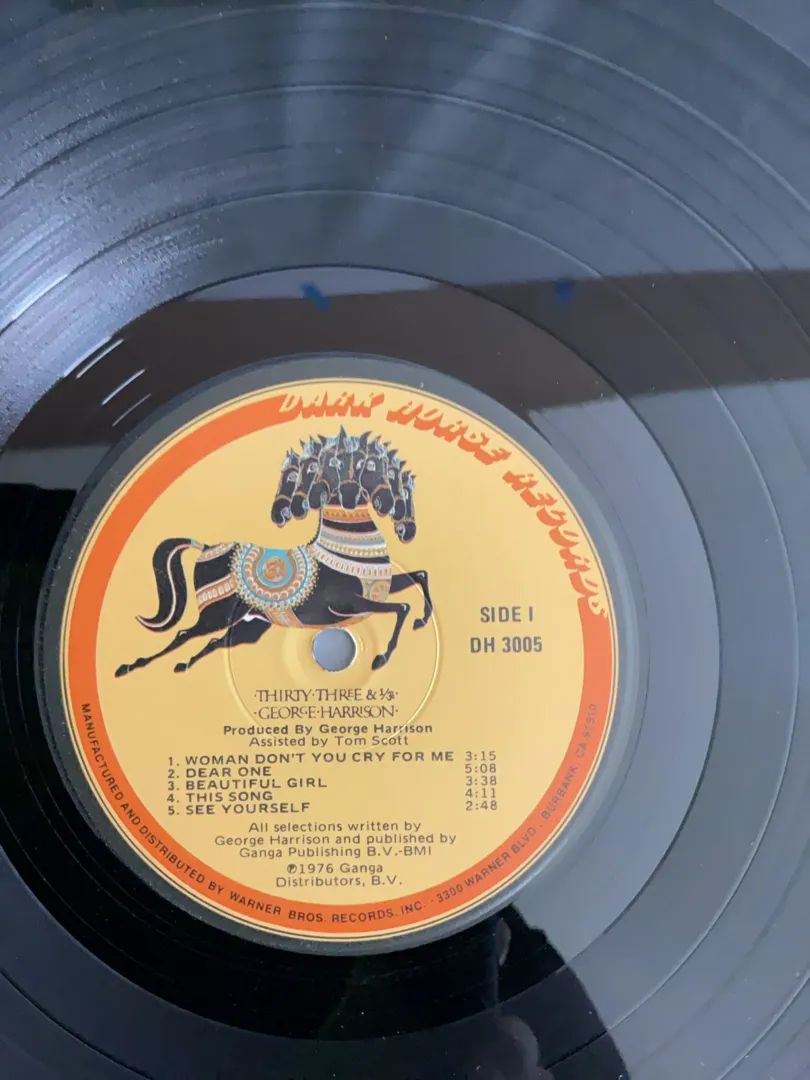 DARK HORSE RECORDS
SIDE I
DH 3005
·THIRTY·THREE & 1/3·
·GEORGE·HARRISON·
Produced By George Harrison
Assisted by Tom Scott
1. WOMAN DON'T YOU CRY FOR ME 3:15
2. DEAR ONE 5:08
3. BEAUTIFUL GIRL 3:38
4. THIS SONG 4:11
5. SEE YOURSELF 2:48
All selections written by
George Harrison and published by
Ganga Publishing B.V.-BMI
℗1976 Ganga
Distributors, B.V.
MANUFACTURED AND DISTRIBUTED BY WARNER BROS. RECORDS, INC. · 3300 WARNER BLVD. BURBANK, CA 91510